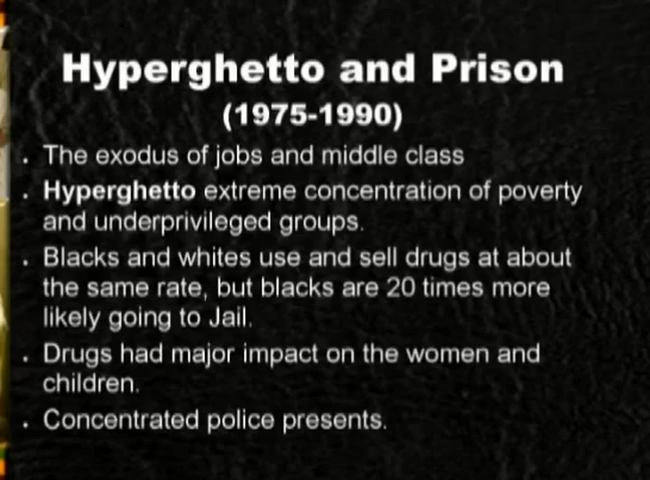 Hyperghetto and Prison
(1975-1990)
. The exodus of jobs and middle class
. Hyperghetto extreme concentration of poverty
and underprivileged groups.
. Blacks and whites use and sell drugs at about
the same rate, but blacks are 20 times more
likely going to Jail.
. Drugs had major impact on the women and
children.
. Concentrated police presents.